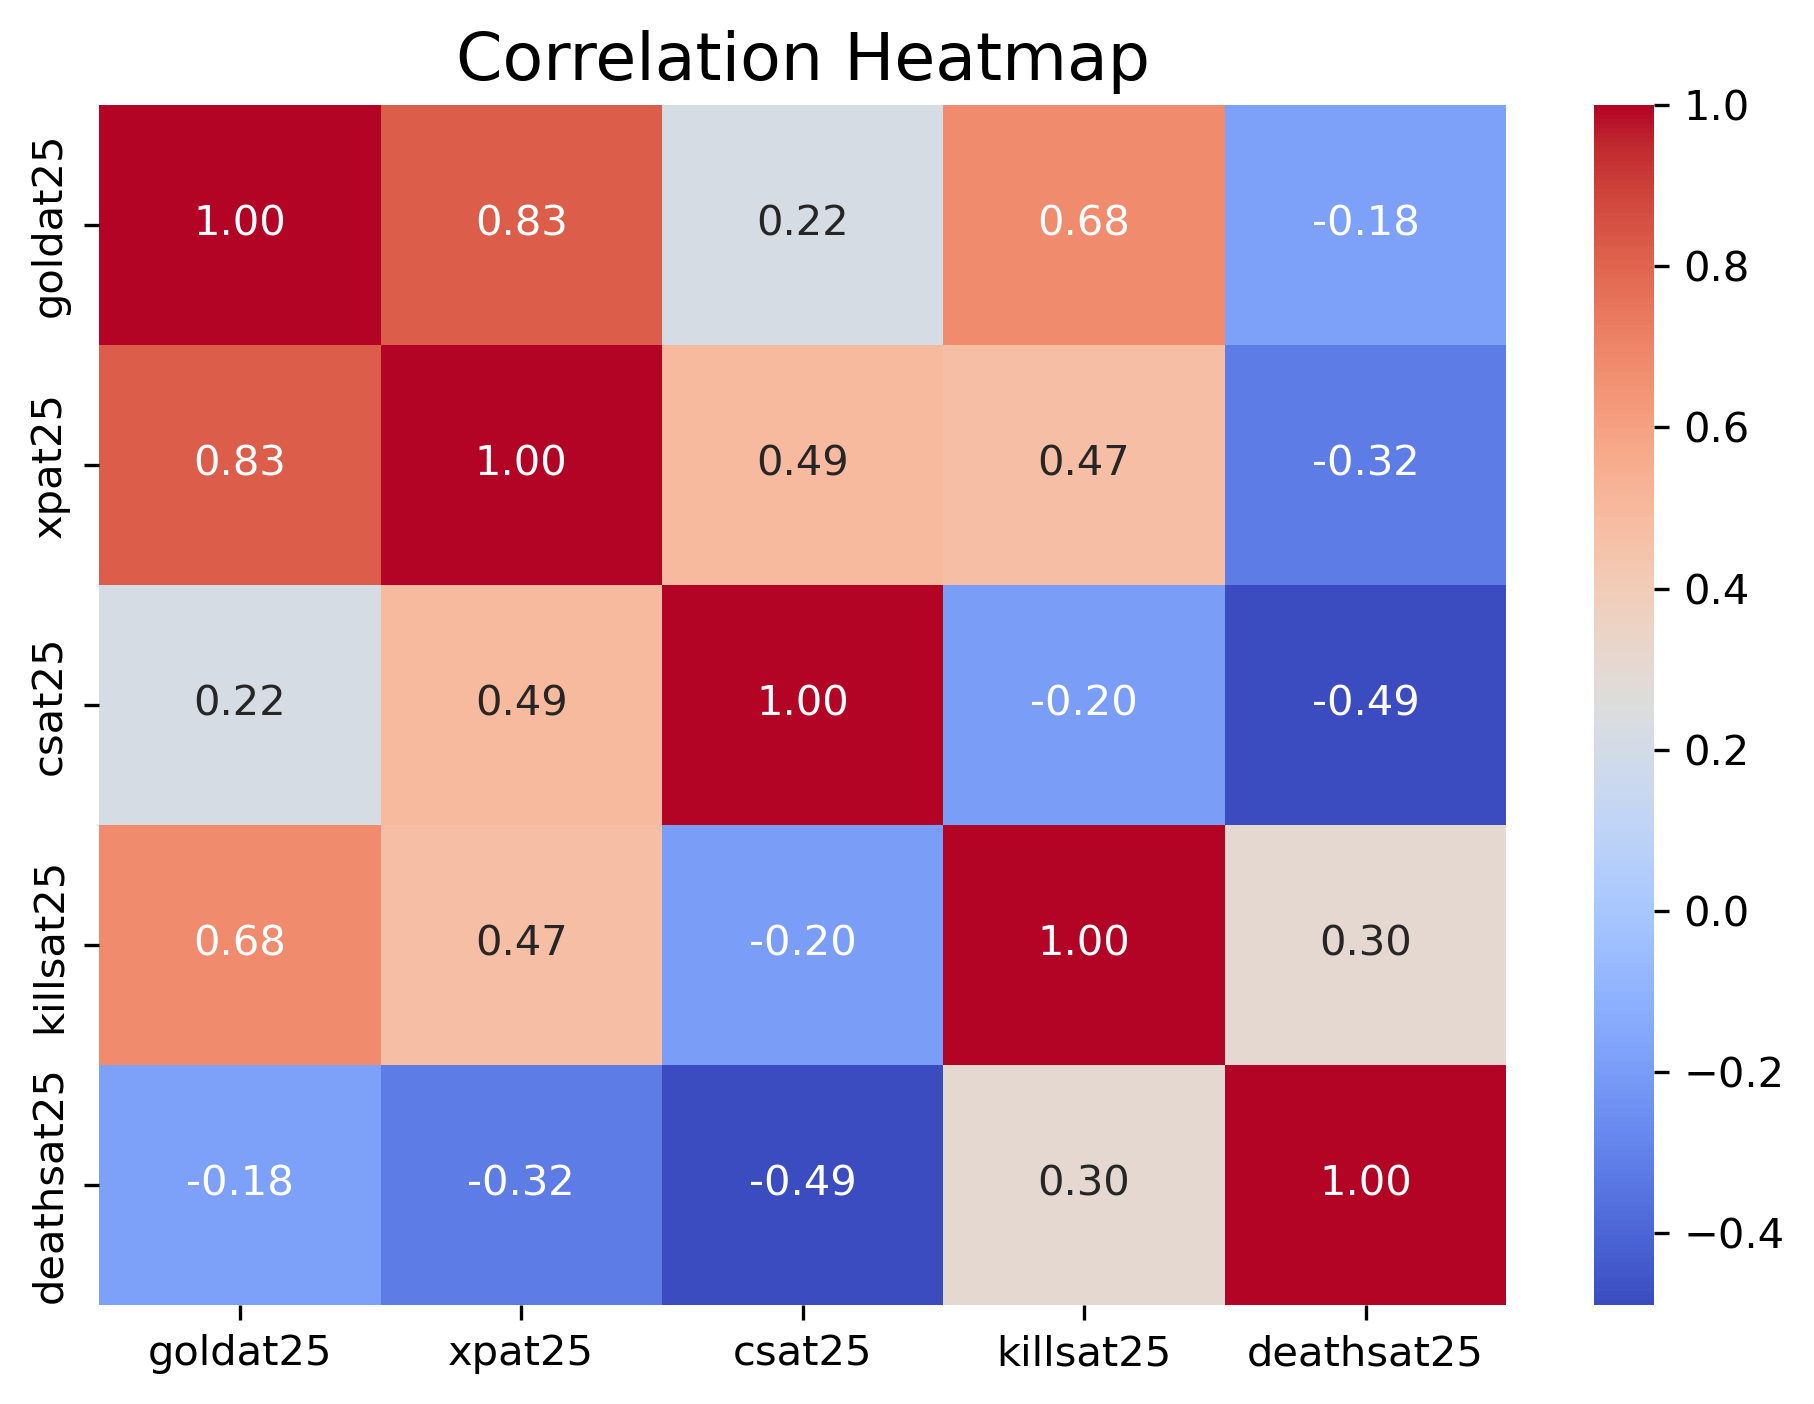 Correlation Heatmap
goldat25 1.00 0.83 0.22 0.68 -0.18
xpat25 0.83 1.00 0.49 0.47 -0.32
csat25 0.22 0.49 1.00 -0.20 -0.49
killsat25 0.68 0.47 -0.20 1.00 0.30
deathsat25 -0.18 -0.32 -0.49 0.30 1.00
goldat25 xpat25 csat25 killsat25 deathsat25
1.0
0.8
0.6
0.4
0.2
0.0
−0.2
−0.4